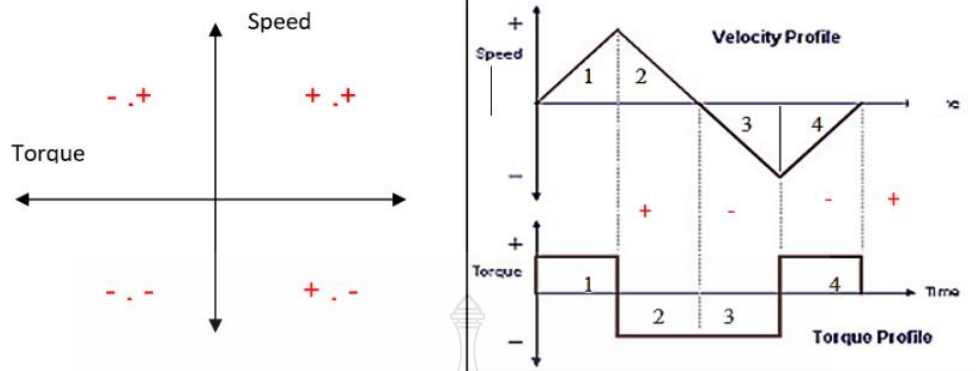 Speed
- .+
+ .+
Torque
- . -
+ . -
+
Speed
Velocity Profile
1
2
3
4
-
+
-
-
+
+
Torque
1
2
3
4
Time
-
Torque Profile